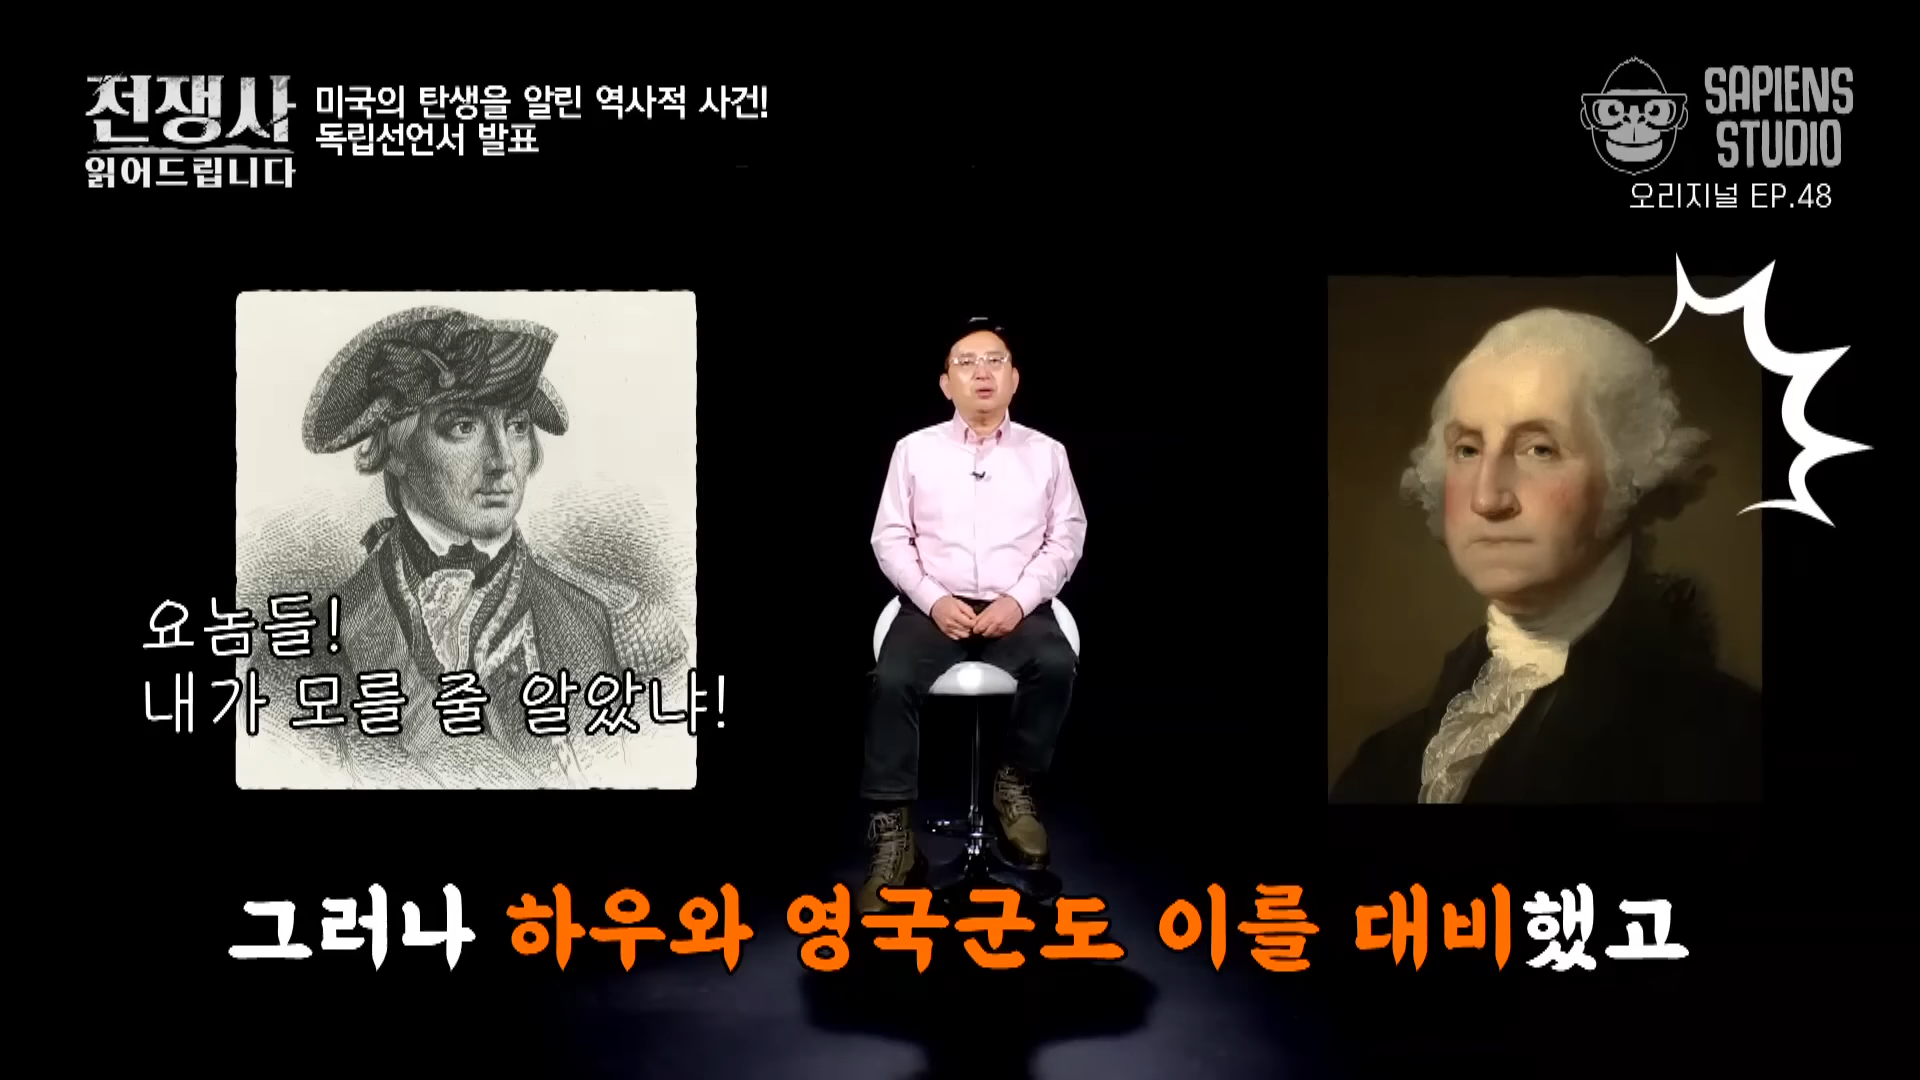 전쟁사
읽어드립니다
미국의 탄생을 알린 역사적 사건!
독립선언서 발표
SAPIENS
STUDIO
오리지널 EP.48
요놈들!
내가 모를 줄 알았냐!
그러나 하우와 영국군도 이를 대비했고